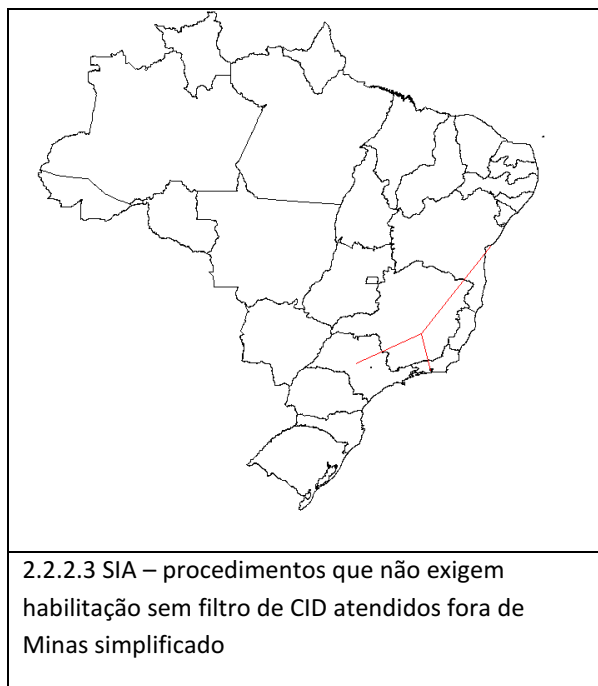 2.2.2.3 SIA – procedimentos que não exigem
habilitação sem filtro de CID atendidos fora de
Minas simplificado